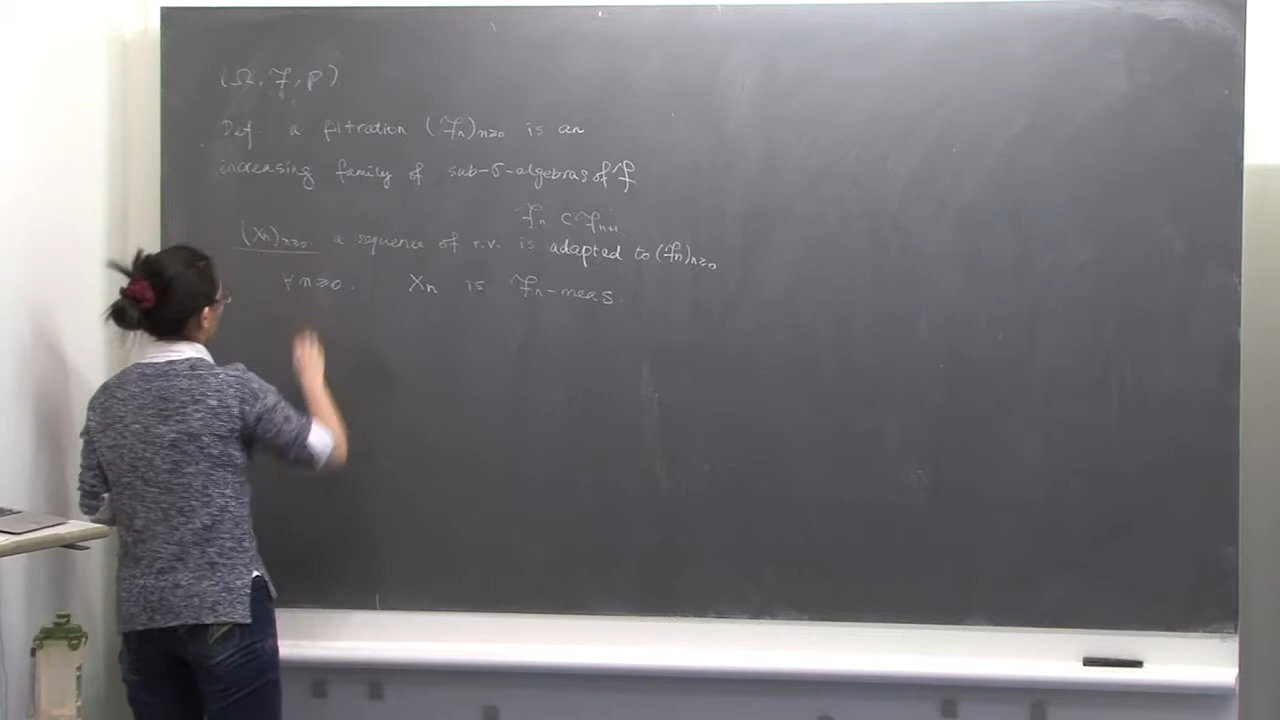 (Ω, ℱ, P).
Def. a filtration (ℱn)n≥0 is an
increasing family of sub-σ-algebras of ℱ
ℱn ⊂ ℱn+1.
(Xn)n≥0. a sequence of r.v. is adapted to (ℱn)n≥0
∀ n≥0. Xn is ℱn-meas.